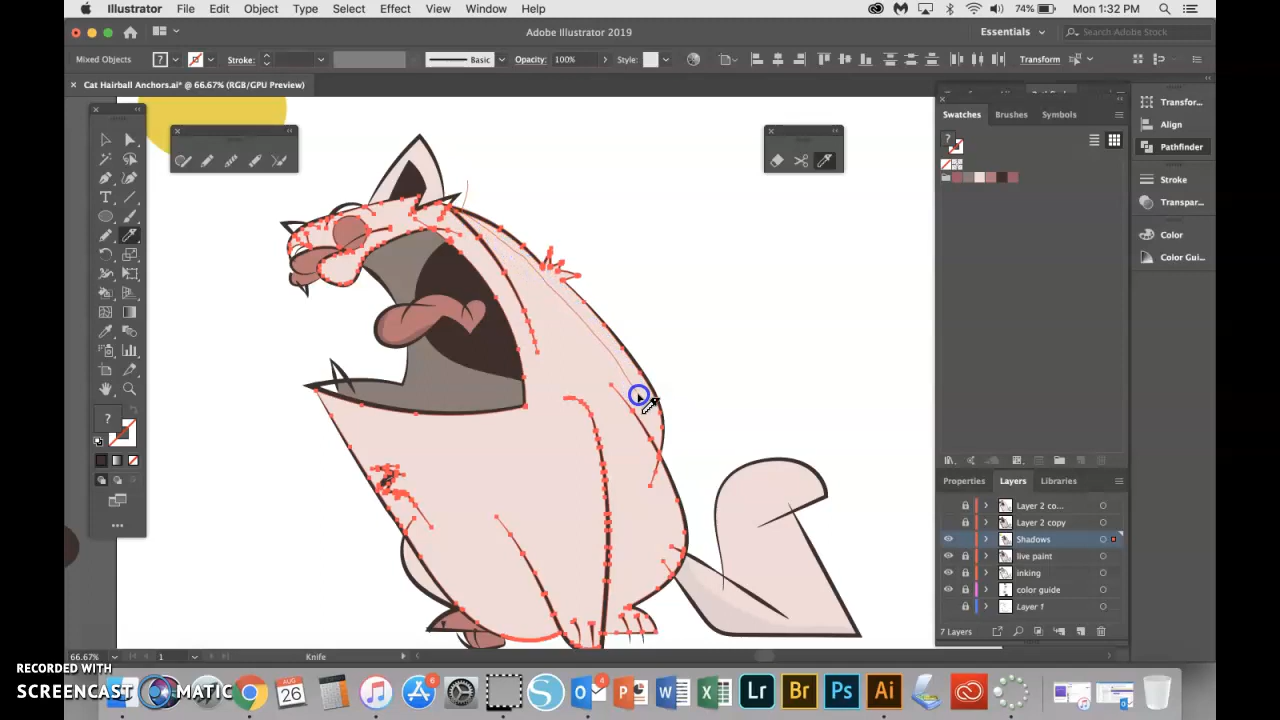 Illustrator File Edit Object Type Select Effect View Window Help 74% Mon 1:32 PM
Adobe Illustrator 2019 Essentials Search Adobe Stock
Mixed Objects ? Stroke: Basic Opacity: 100% Style: Transform
× Cat Hairball Anchors.ai* @ 66.67% (RGB/GPU Preview)
Swatches Brushes Symbols
?
Transfor...
Align
Pathfinder
Stroke
Transpar...
Color
Color Gui...
?
Properties Layers Libraries
Layer 2 co...
Layer 2 copy
Shadows
live paint
inking
color guide
Layer 1
7 Layers
66.67% 1 Knife
RECORDED WITH
SCREENCAST MATIC
AUG
26
6
4
Lr Br Ps Ai